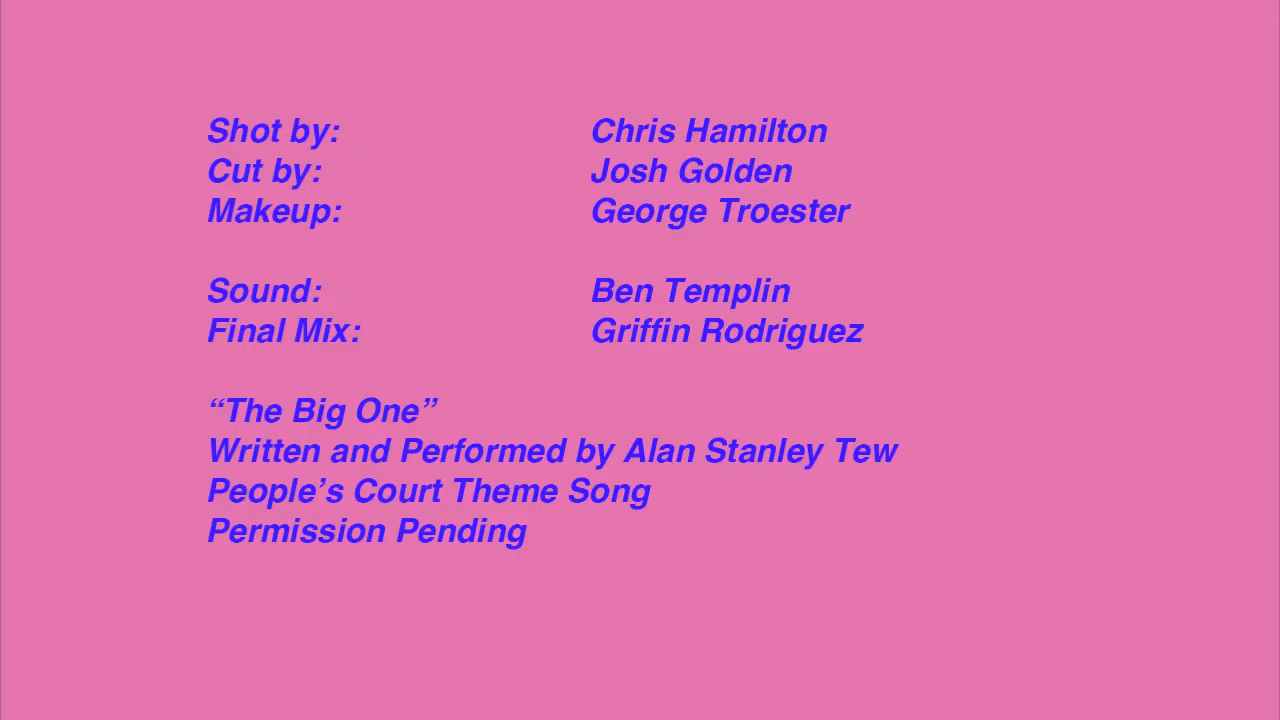 Shot by: Chris Hamilton
Cut by: Josh Golden
Makeup: George Troester
Sound: Ben Templin
Final Mix: Griffin Rodriguez
“The Big One”
Written and Performed by Alan Stanley Tew
People’s Court Theme Song
Permission Pending